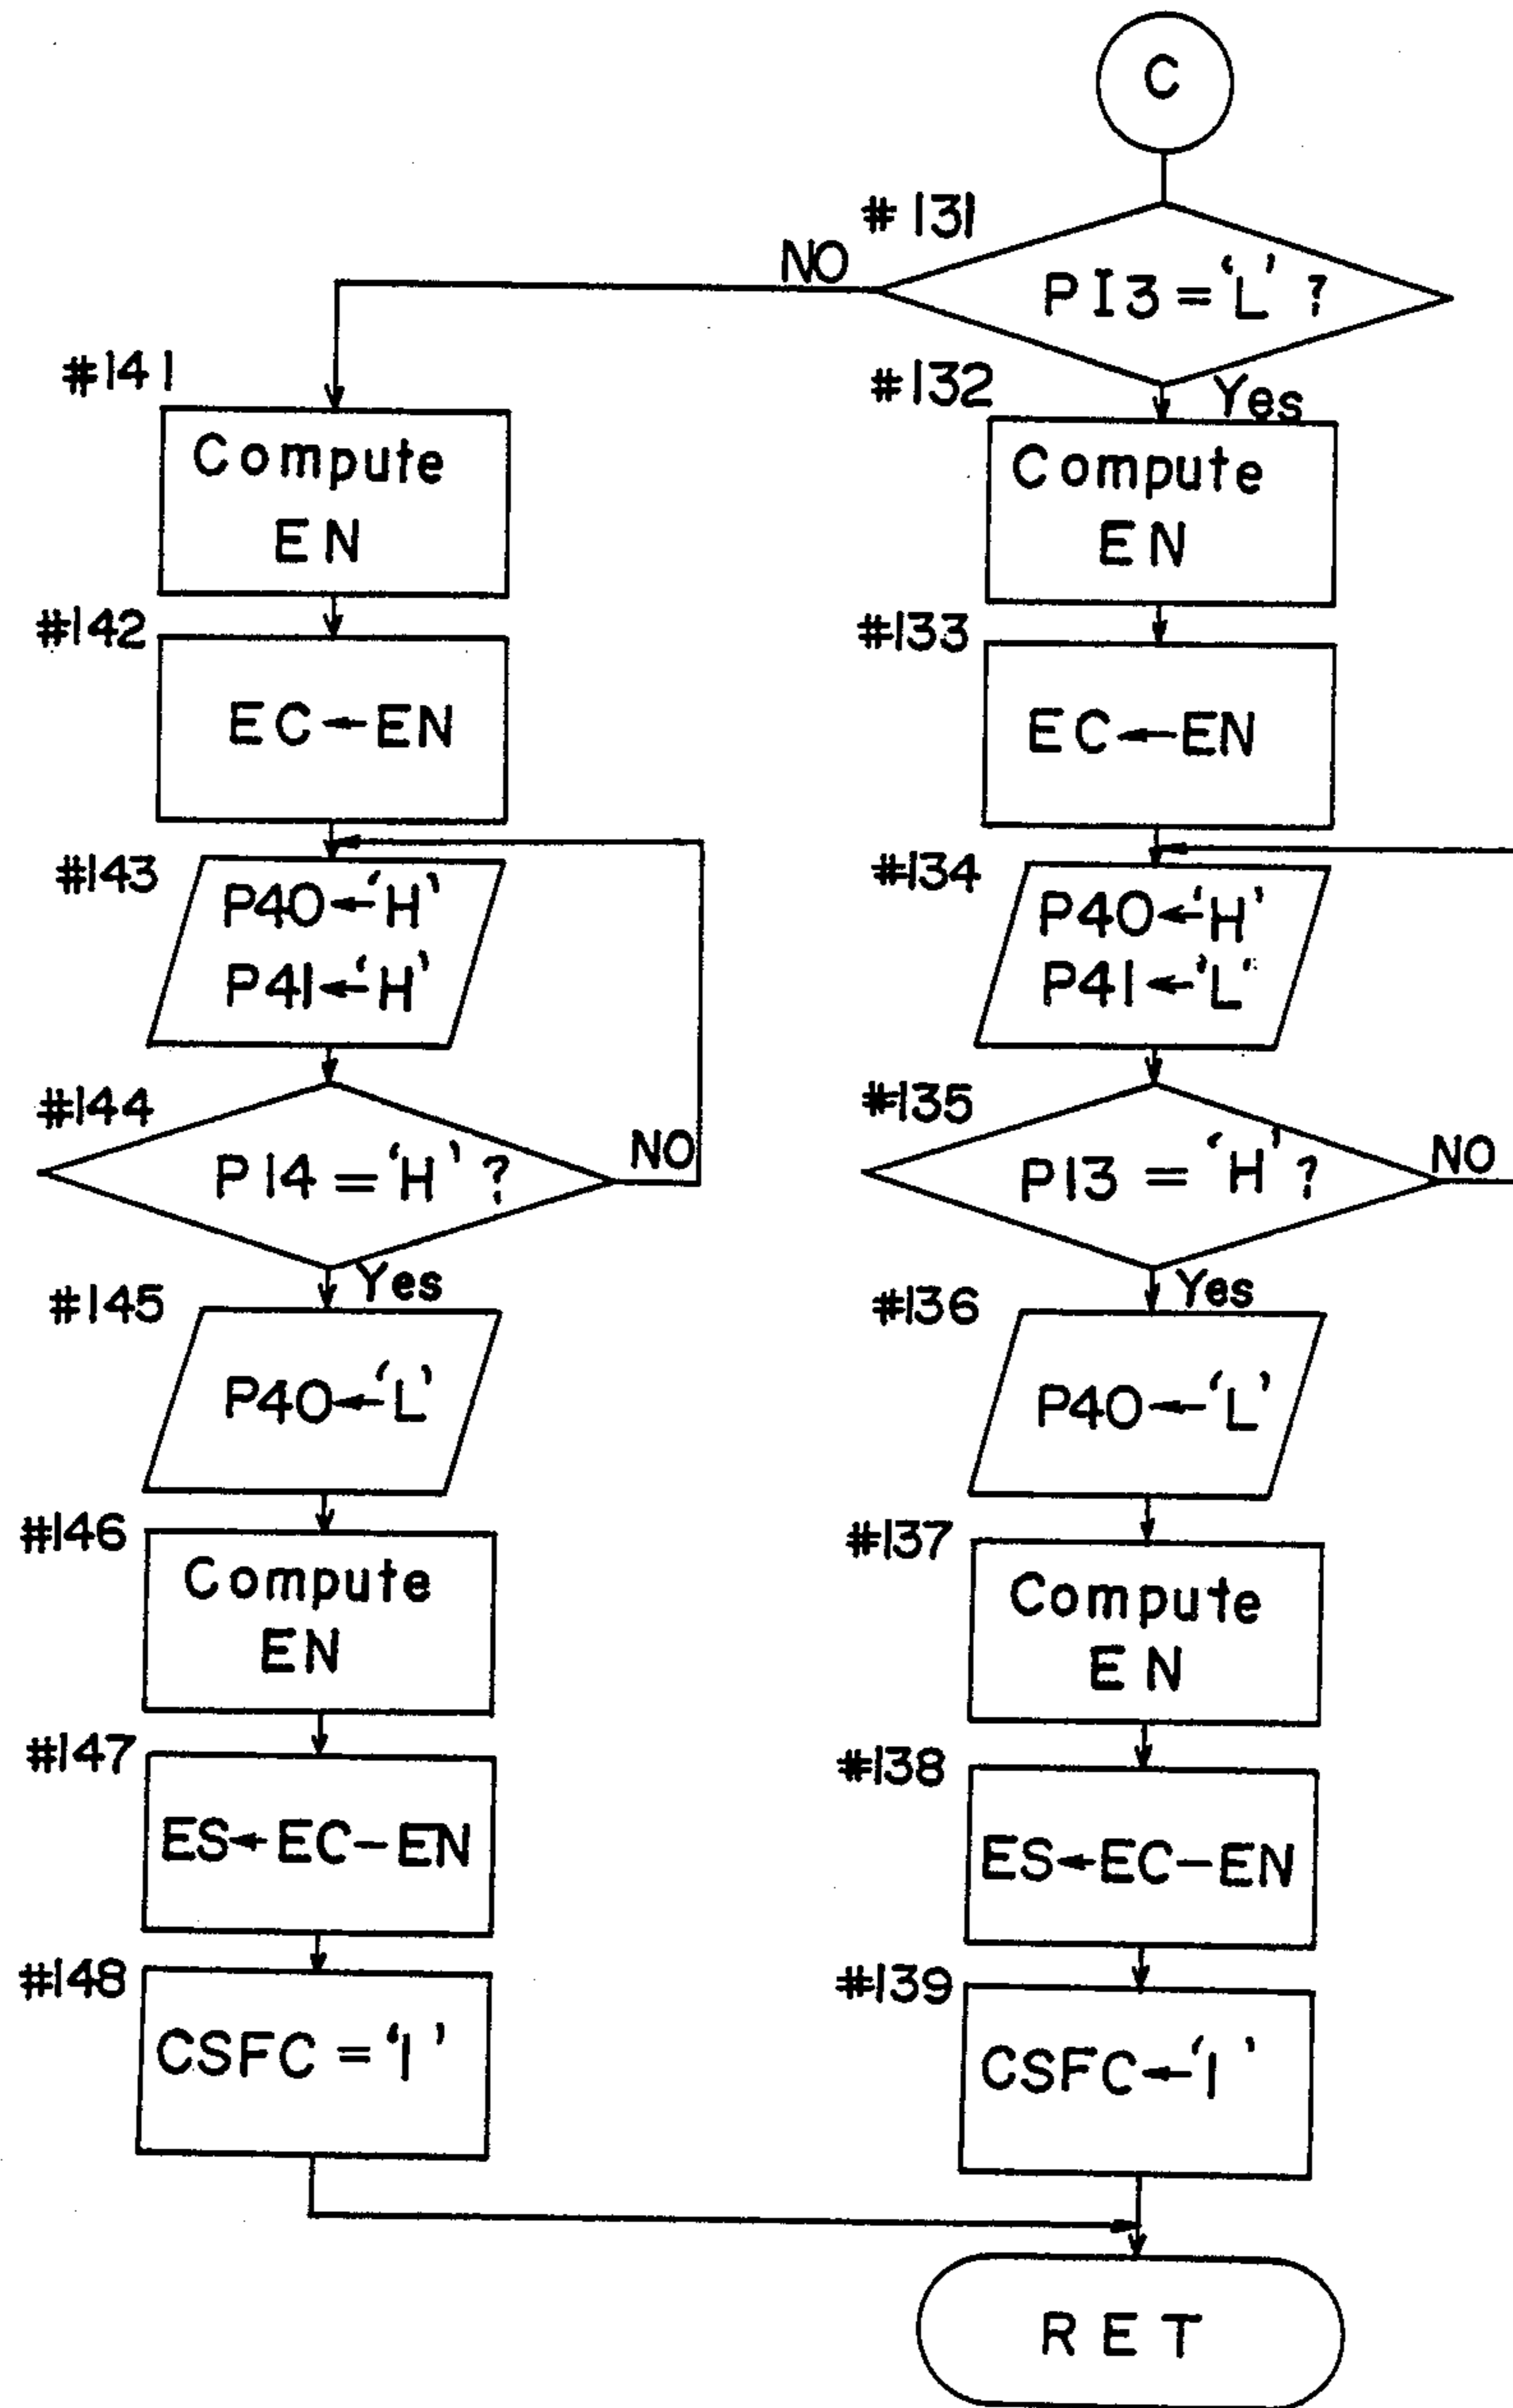 C
#131
PI3='L'?
NO
Yes
#141
Compute
EN
#142
EC←EN
#143
P40←'H'
P41←'H'
#144
P14='H'?
NO
Yes
#145
P40←'L'
#146
Compute
EN
#147
ES←EC-EN
#148
CSFC='1'
#132
Compute
EN
#133
EC←EN
#134
P40←'H'
P41←'L'
#135
P13='H'?
NO
Yes
#136
P40←'L'
#137
Compute
EN
#138
ES←EC-EN
#139
CSFC←'1'
RET